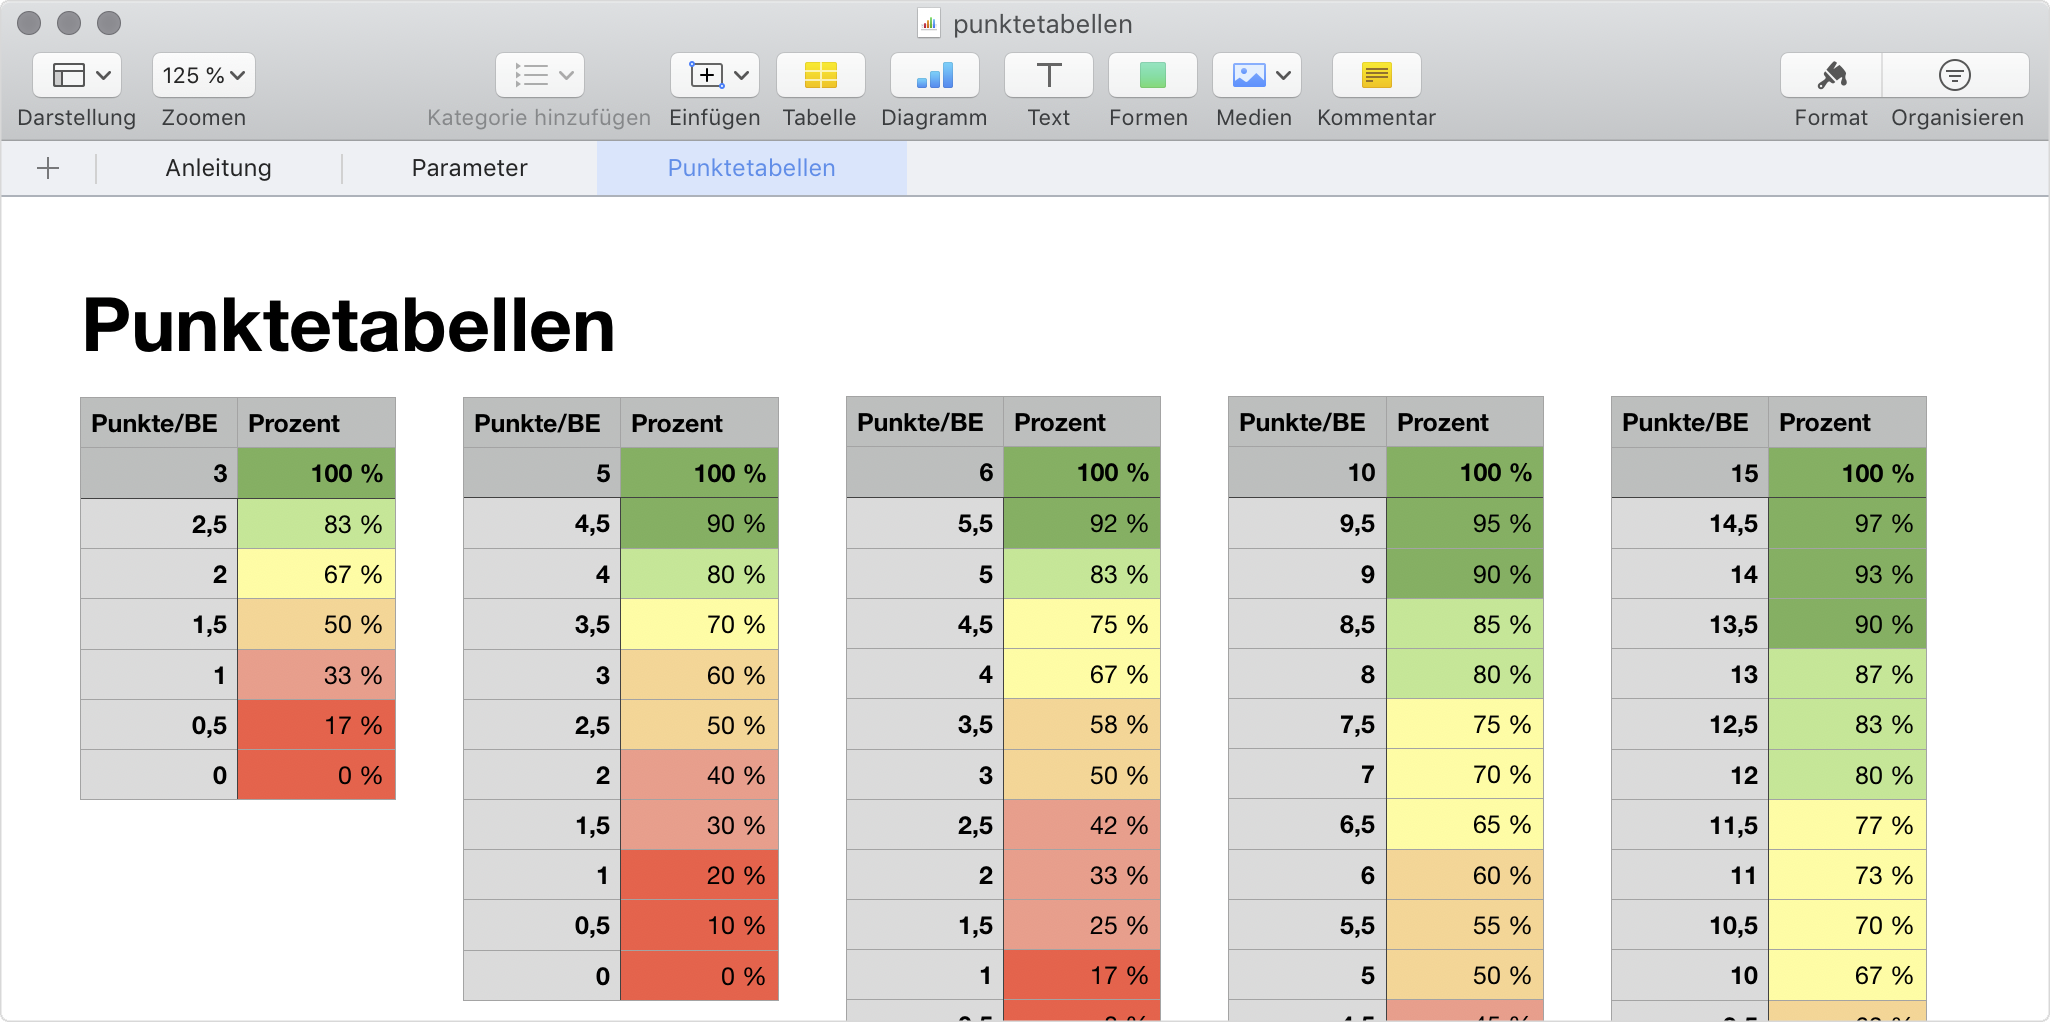 punktetabellen
125 %
Darstellung Zoomen Kategorie hinzufügen Einfügen Tabelle Diagramm Text Formen Medien Kommentar Format Organisieren
Anleitung Parameter Punktetabellen
Punktetabellen
Punkte/BE Prozent Punkte/BE Prozent Punkte/BE Prozent Punkte/BE Prozent Punkte/BE Prozent
3 100 % 5 100 % 6 100 % 10 100 % 15 100 %
2,5 83 % 4,5 90 % 5,5 92 % 9,5 95 % 14,5 97 %
2 67 % 4 80 % 5 83 % 9 90 % 14 93 %
1,5 50 % 3,5 70 % 4,5 75 % 8,5 85 % 13,5 90 %
1 33 % 3 60 % 4 67 % 8 80 % 13 87 %
0,5 17 % 2,5 50 % 3,5 58 % 7,5 75 % 12,5 83 %
0 0 % 2 40 % 3 50 % 7 70 % 12 80 %
1,5 30 % 2,5 42 % 6,5 65 % 11,5 77 %
1 20 % 2 33 % 6 60 % 11 73 %
0,5 10 % 1,5 25 % 5,5 55 % 10,5 70 %
0 0 % 1 17 % 5 50 % 10 67 %